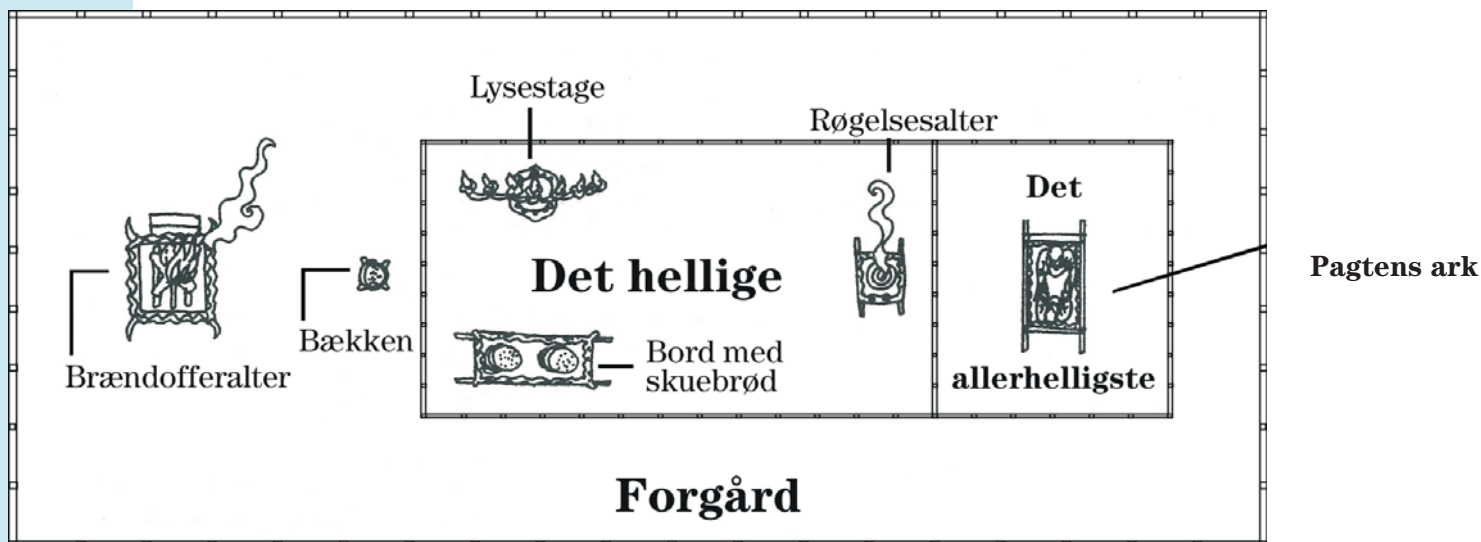 Lysestage
Røgelsesalter
Det
Pagtens ark
Det hellige
Bækken
Brændofferalter
Bord med
skuebrød
allerhelligste
Forgård